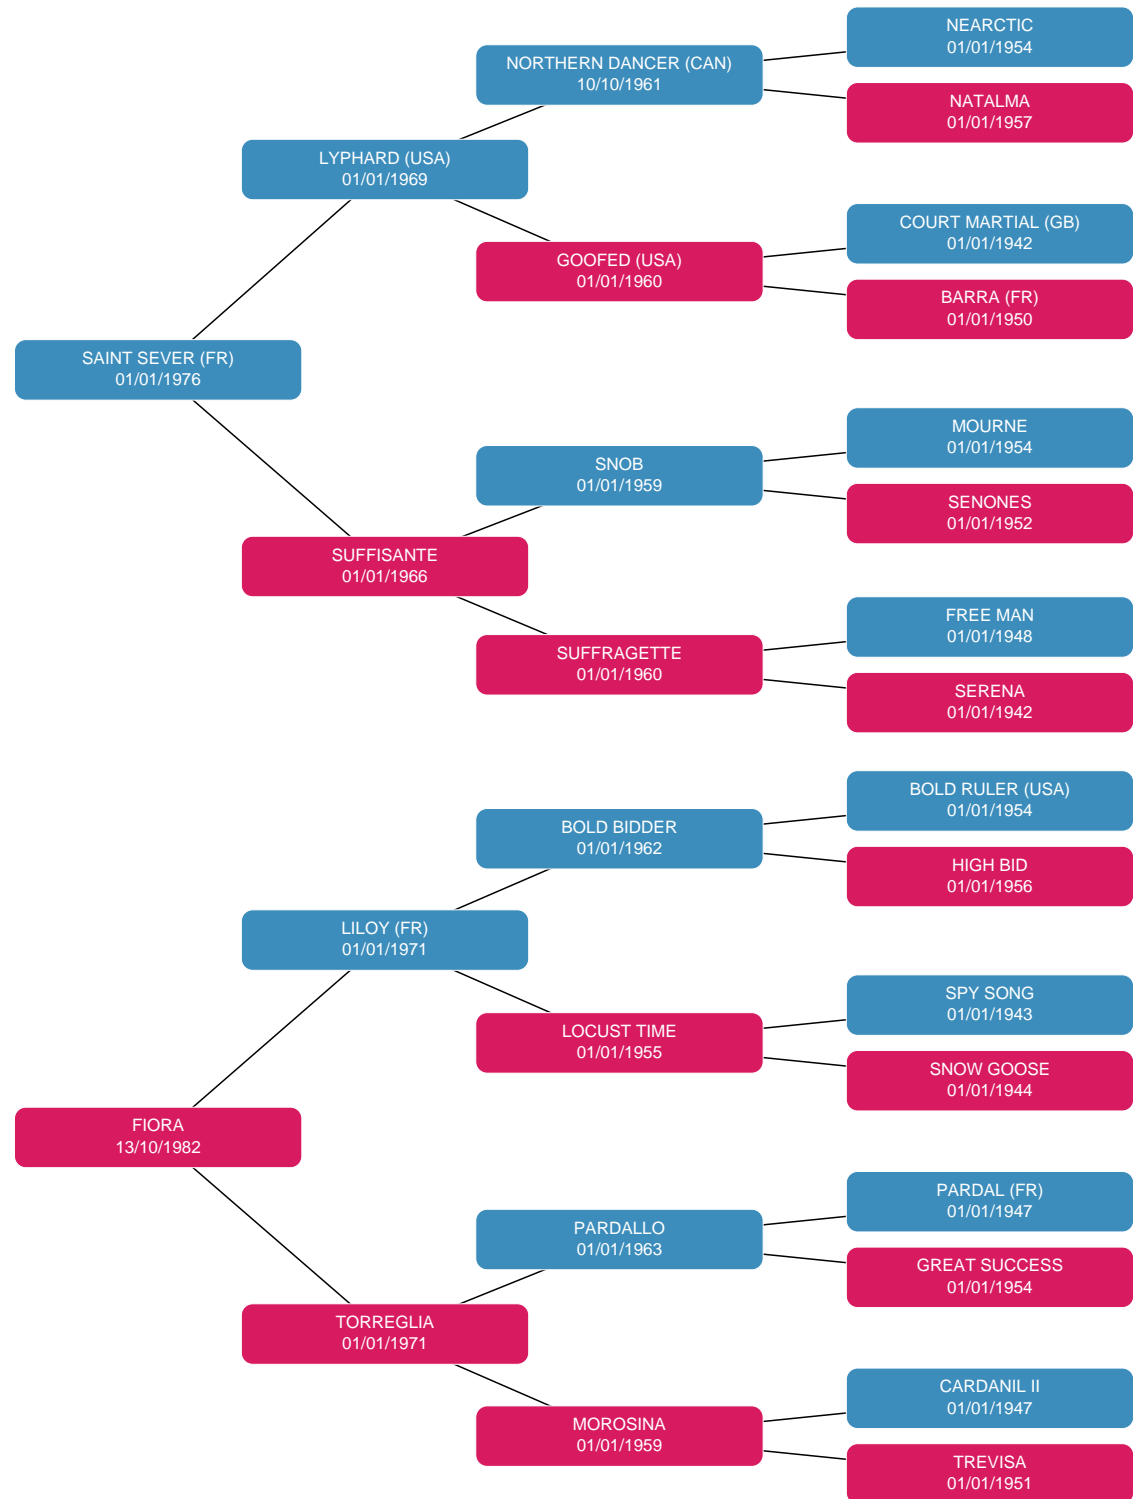 NEARCTIC
01/01/1954
NORTHERN DANCER (CAN)
10/10/1961
NATALMA
01/01/1957
LYPHARD (USA)
01/01/1969
COURT MARTIAL (GB)
01/01/1942
GOOFED (USA)
01/01/1960
BARRA (FR)
01/01/1950
SAINT SEVER (FR)
01/01/1976
MOURNE
01/01/1954
SNOB
01/01/1959
SENONES
01/01/1952
SUFFISANTE
01/01/1966
FREE MAN
01/01/1948
SUFFRAGETTE
01/01/1960
SERENA
01/01/1942
BOLD RULER (USA)
01/01/1954
BOLD BIDDER
01/01/1962
HIGH BID
01/01/1956
LILOY (FR)
01/01/1971
SPY SONG
01/01/1943
LOCUST TIME
01/01/1955
SNOW GOOSE
01/01/1944
FIORA
13/10/1982
PARDAL (FR)
01/01/1947
PARDALLO
01/01/1963
GREAT SUCCESS
01/01/1954
TORREGLIA
01/01/1971
CARDANIL II
01/01/1947
MOROSINA
01/01/1959
TREVISA
01/01/1951